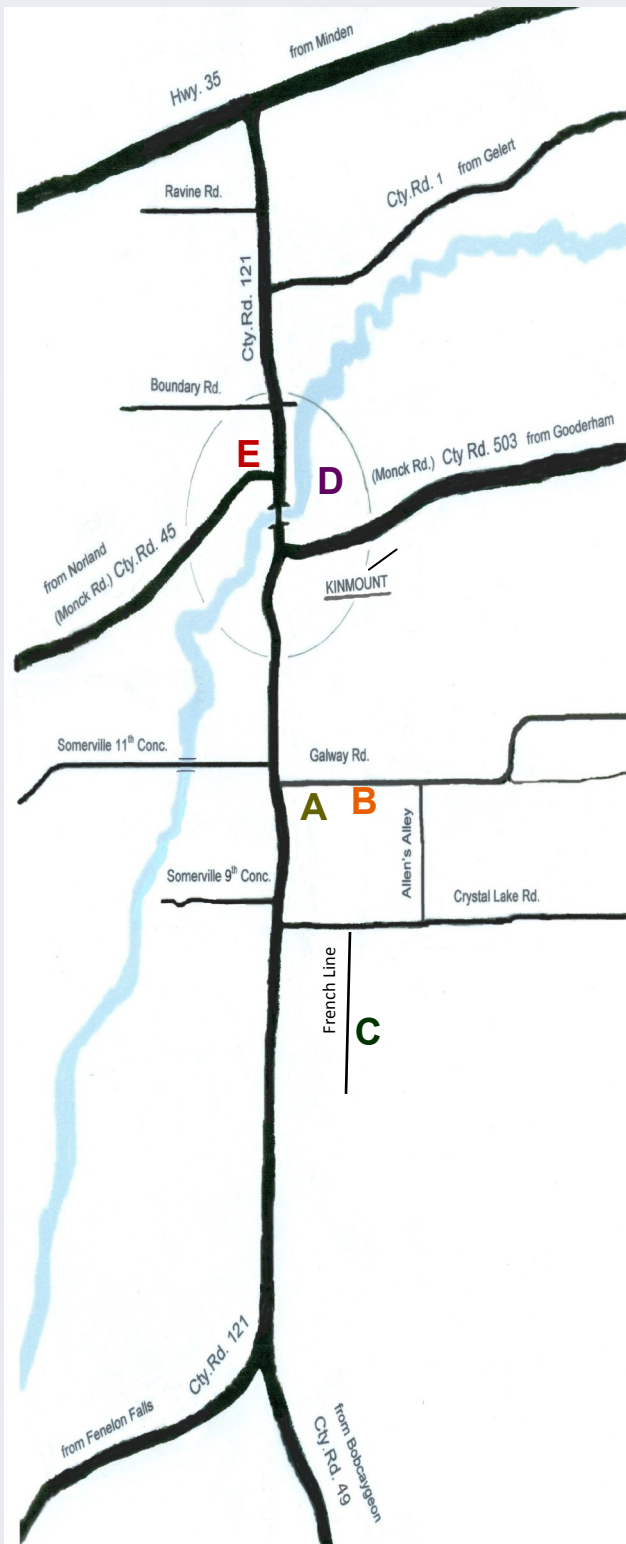 from Minden
Hwy. 35
Cty.Rd. 1 from Gelert
Ravine Rd.
Cty.Rd. 121
Boundary Rd.
E
D
(Monck Rd.) Cty Rd. 503 from Gooderham
from Norland
(Monck Rd.) Cty.Rd. 45
KINMOUNT
Somerville 11th Conc.
Galway Rd.
A
B
Allen's Alley
Somerville 9th Conc.
Crystal Lake Rd.
French Line
C
Cty.Rd. 121
from Fenelon Falls
from Bobcaygeon
Cty.Rd. 49